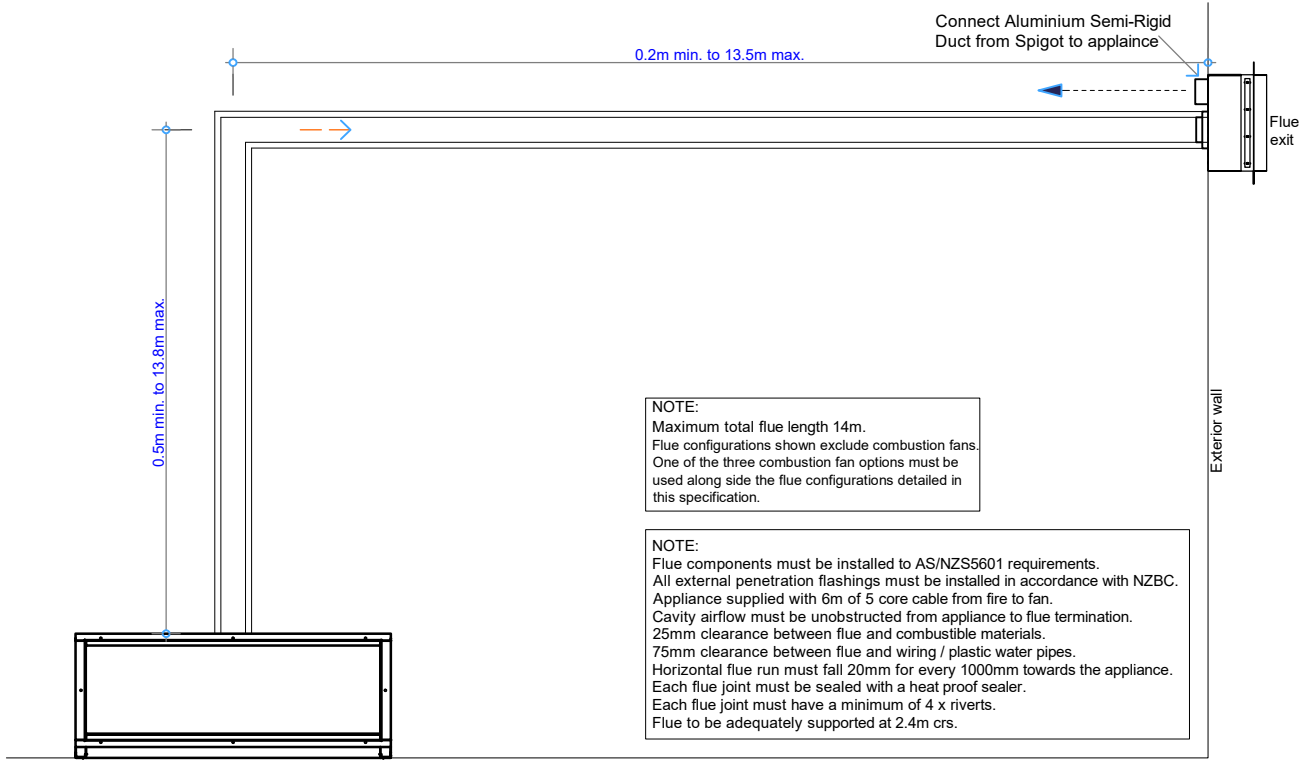 Connect Aluminium Semi-Rigid
Duct from Spigot to applaince
0.2m min. to 13.5m max.
Flue
exit
0.5m min. to 13.8m max.
Exterior wall
NOTE:
Maximum total flue length 14m.
Flue configurations shown exclude combustion fans.
One of the three combustion fan options must be
used along side the flue configurations detailed in
this specification.
NOTE:
Flue components must be installed to AS/NZS5601 requirements.
All external penetration flashings must be installed in accordance with NZBC.
Appliance supplied with 6m of 5 core cable from fire to fan.
Cavity airflow must be unobstructed from appliance to flue termination.
25mm clearance between flue and combustible materials.
75mm clearance between flue and wiring / plastic water pipes.
Horizontal flue run must fall 20mm for every 1000mm towards the appliance.
Each flue joint must be sealed with a heat proof sealer.
Each flue joint must have a minimum of 4 x riverts.
Flue to be adequately supported at 2.4m crs.